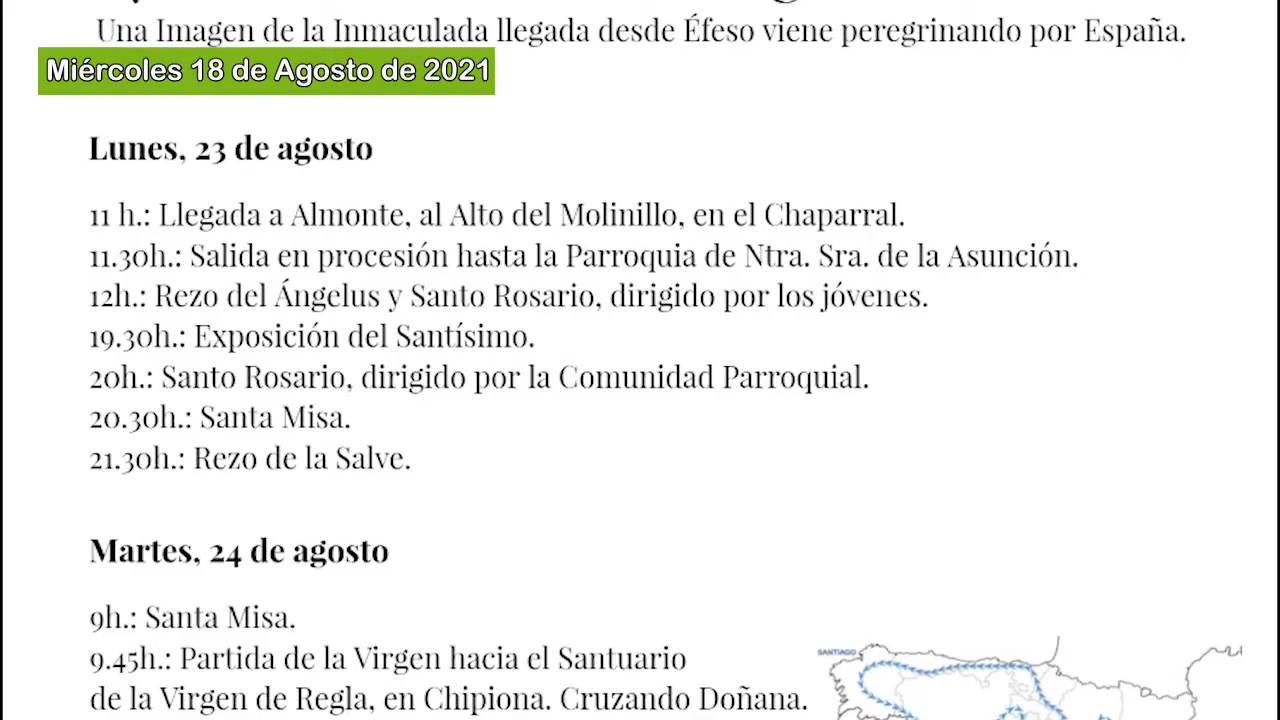 Una Imagen de la Inmaculada llegada desde Éfeso viene peregrinando por España.
Miércoles 18 de Agosto de 2021
Lunes, 23 de agosto
11 h.: Llegada a Almonte, al Alto del Molinillo, en el Chaparral.
11.30h.: Salida en procesión hasta la Parroquia de Ntra. Sra. de la Asunción.
12h.: Rezo del Ángelus y Santo Rosario, dirigido por los jóvenes.
19.30h.: Exposición del Santísimo.
20h.: Santo Rosario, dirigido por la Comunidad Parroquial.
20.30h.: Santa Misa.
21.30h.: Rezo de la Salve.
Martes, 24 de agosto
9h.: Santa Misa.
9.45h.: Partida de la Virgen hacia el Santuario
de la Virgen de Regla, en Chipiona. Cruzando Doñana.
SANTIAGO